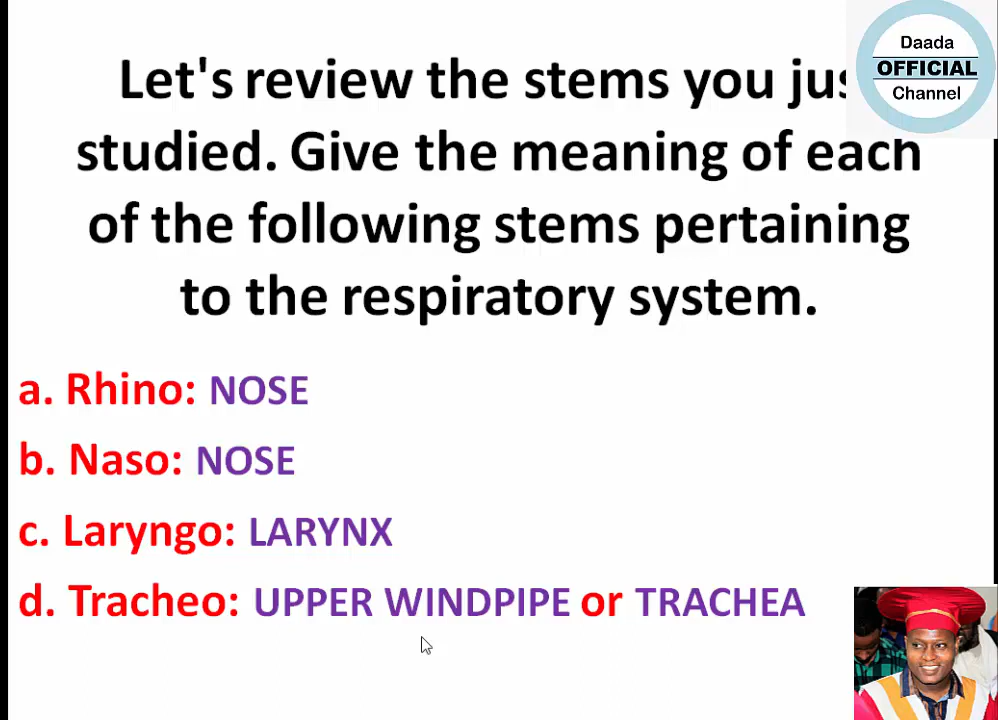 Let's review the stems you jus
studied. Give the meaning of each
of the following stems pertaining
to the respiratory system.
a. Rhino: NOSE
b. Naso: NOSE
c. Laryngo: LARYNX
d. Tracheo: UPPER WINDPIPE or TRACHEA
Daada
OFFICIAL
Channel